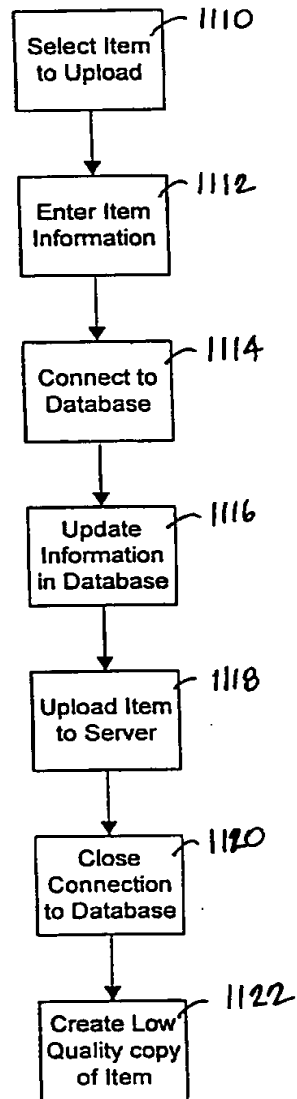 1110
Select Item
to Upload
1112
Enter Item
Information
1114
Connect to
Database
1116
Update
Information
in Database
1118
Upload Item
to Server
1120
Close
Connection
to Database
1122
Create Low
Quality copy
of Item